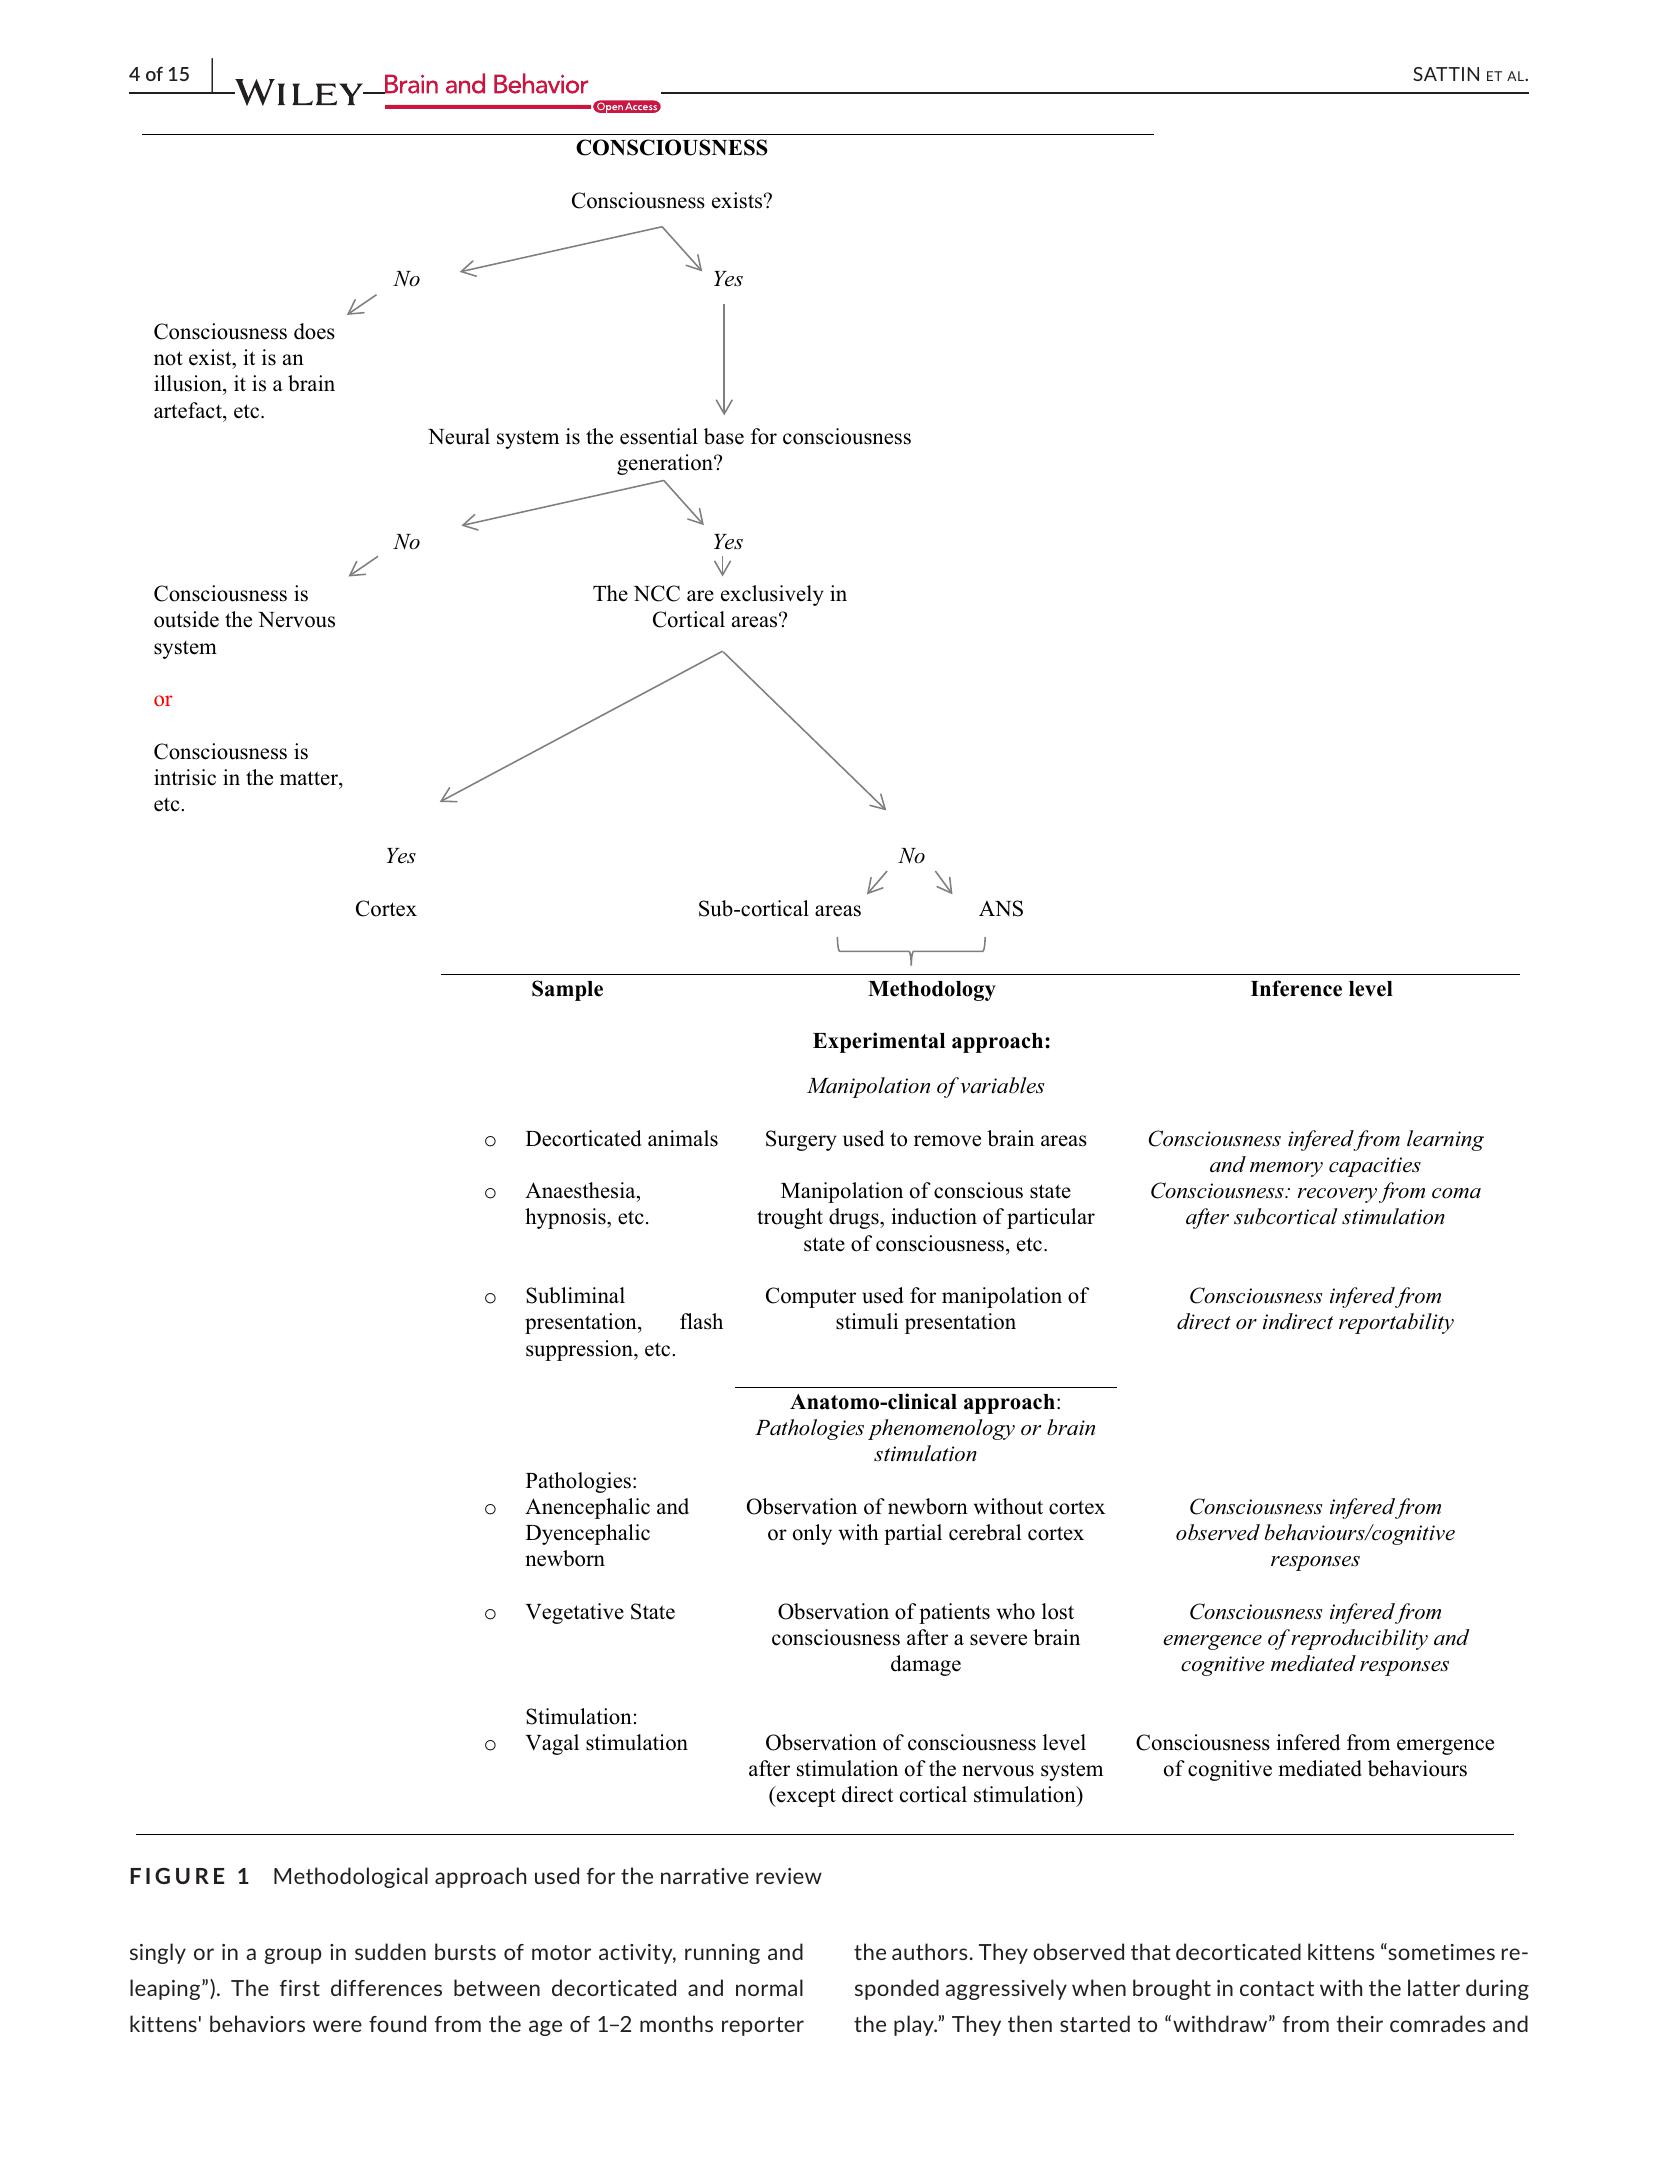 4 of 15
WILEY Brain and Behavior
Open Access
SATTIN ET AL.
CONSCIOUSNESS
Consciousness exists?
No
Yes
Consciousness does
not exist, it is an
illusion, it is a brain
artefact, etc.
Neural system is the essential base for consciousness
generation?
No
Yes
Consciousness is
outside the Nervous
system
or
Consciousness is
intrisic in the matter,
etc.
The NCC are exclusively in
Cortical areas?
Yes
No
Cortex
Sub-cortical areas
ANS
Sample
Methodology
Inference level
Experimental approach:
Manipolation of variables
○ Decorticated animals
Surgery used to remove brain areas
Consciousness infered from learning
and memory capacities
○ Anaesthesia,
hypnosis, etc.
Manipolation of conscious state
trought drugs, induction of particular
state of consciousness, etc.
Consciousness: recovery from coma
after subcortical stimulation
○ Subliminal
presentation, flash
suppression, etc.
Computer used for manipolation of
stimuli presentation
Consciousness infered from
direct or indirect reportability
Anatomo-clinical approach:
Pathologies phenomenology or brain
stimulation
Pathologies:
○ Anencephalic and
Dyencephalic
newborn
Observation of newborn without cortex
or only with partial cerebral cortex
Consciousness infered from
observed behaviours/cognitive
responses
○ Vegetative State
Observation of patients who lost
consciousness after a severe brain
damage
Consciousness infered from
emergence of reproducibility and
cognitive mediated responses
Stimulation:
○ Vagal stimulation
Observation of consciousness level
after stimulation of the nervous system
(except direct cortical stimulation)
Consciousness infered from emergence
of cognitive mediated behaviours
FIGURE 1 Methodological approach used for the narrative review
singly or in a group in sudden bursts of motor activity, running and
leaping”). The first differences between decorticated and normal
kittens' behaviors were found from the age of 1–2 months reporter
the authors. They observed that decorticated kittens “sometimes re-
sponded aggressively when brought in contact with the latter during
the play.” They then started to “withdraw” from their comrades and